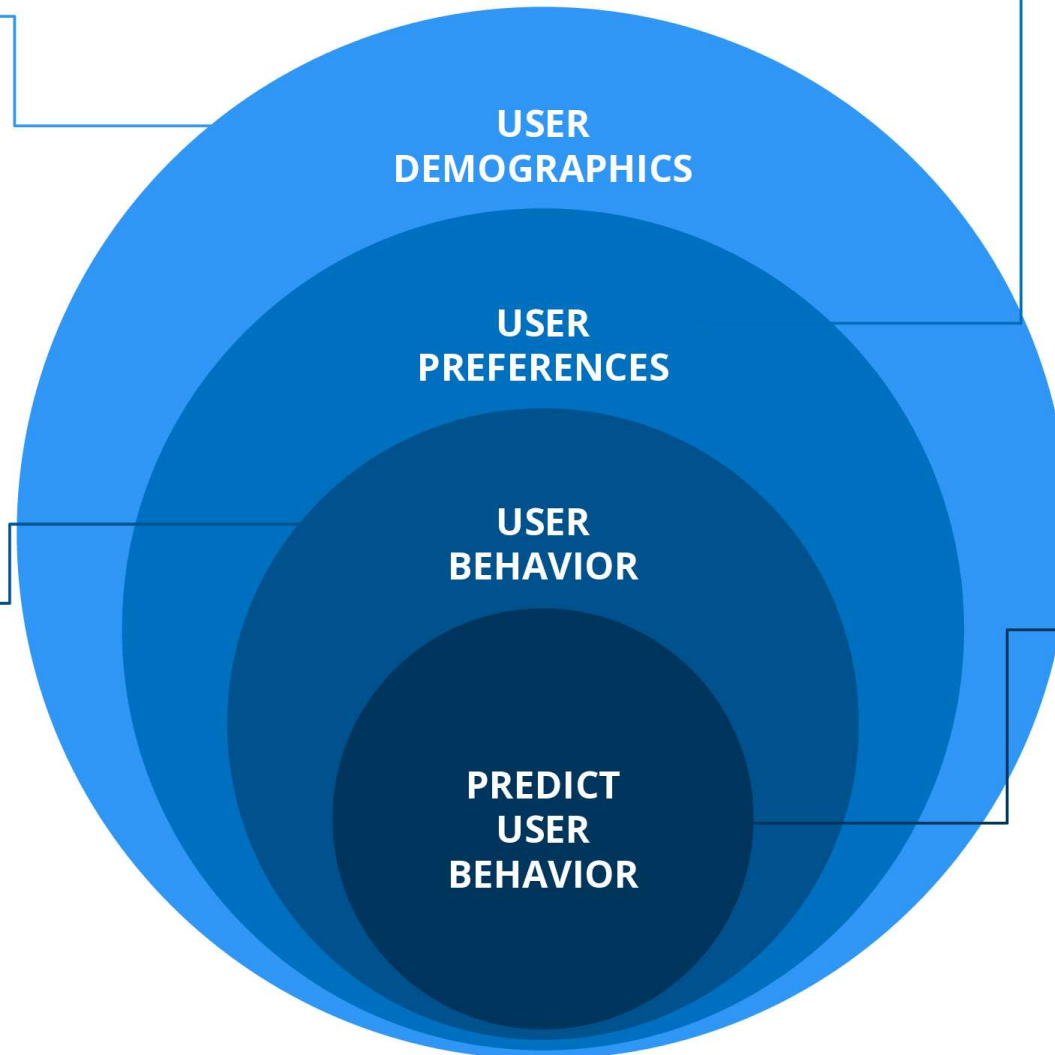 USER
DEMOGRAPHICS
USER
PREFERENCES
USER
BEHAVIOR
PREDICT
USER
BEHAVIOR